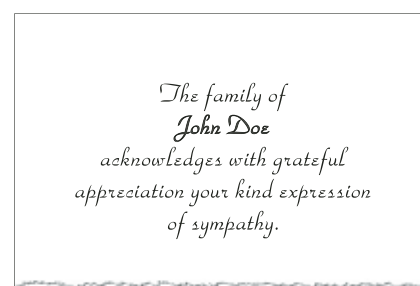 The family of
John Doe
acknowledges with grateful
appreciation your kind expression
of sympathy.